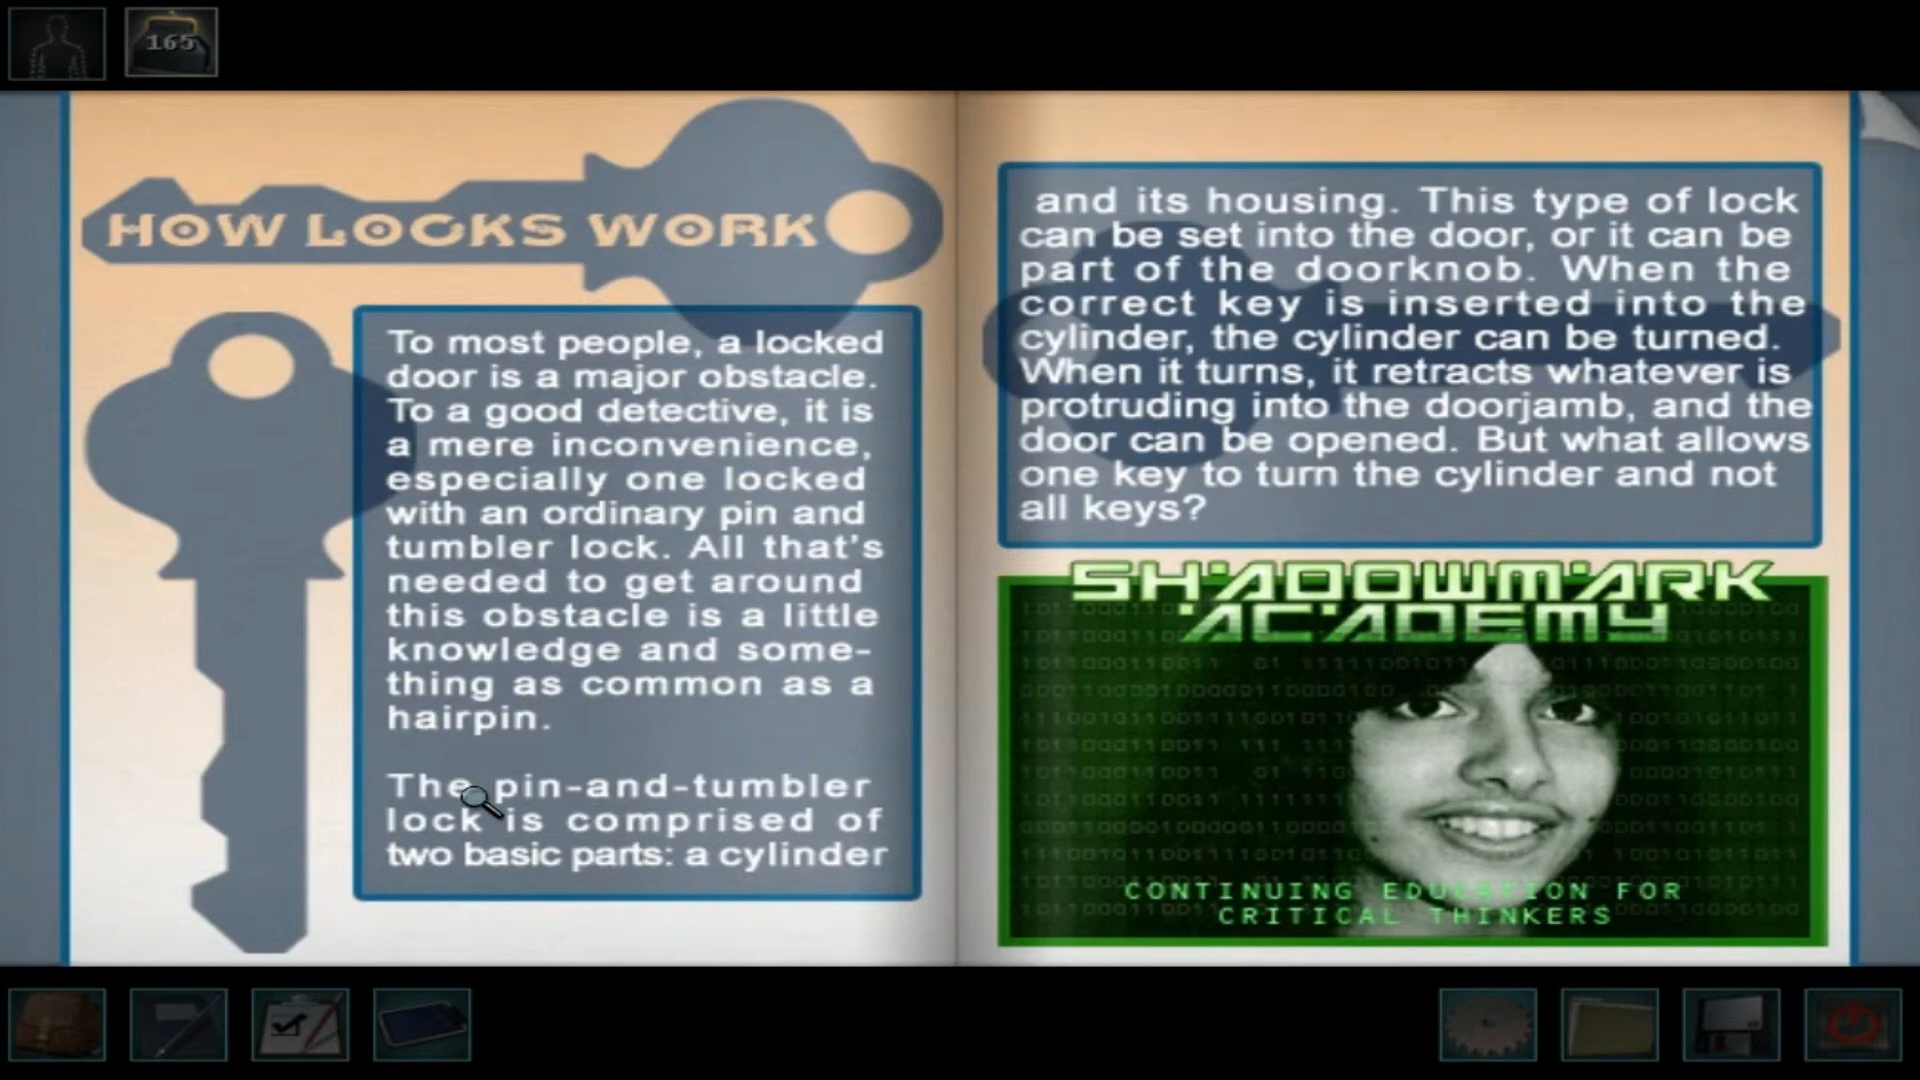 165
HOW LOCKS WORK
To most people, a locked
door is a major obstacle.
To a good detective, it is
a mere inconvenience,
especially one locked
with an ordinary pin and
tumbler lock. All that's
needed to get around
this obstacle is a little
knowledge and some-
thing as common as a
hairpin.
The pin-and-tumbler
lock is comprised of
two basic parts: a cylinder
and its housing. This type of lock
can be set into the door, or it can be
part of the doorknob. When the
correct key is inserted into the
cylinder, the cylinder can be turned.
When it turns, it retracts whatever is
protruding into the doorjamb, and the
door can be opened. But what allows
one key to turn the cylinder and not
all keys?
SHADOWMARK
ACADEMY
CONTINUING EDUCATION FOR
CRITICAL THINKERS